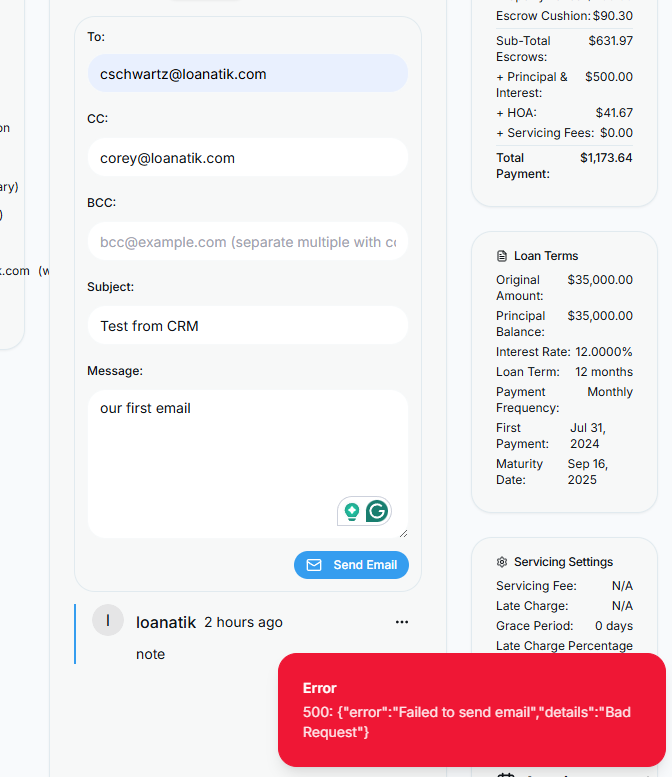 on
ary)
)
k.com (w
To:
cschwartz@loanatik.com
CC:
corey@loanatik.com
BCC:
bcc@example.com (separate multiple with co
Subject:
Test from CRM
Message:
our first email
Send Email
l
loanatik 2 hours ago
...
note
Escrow Cushion: $90.30
Sub-Total $631.97
Escrows:
+ Principal & $500.00
Interest:
+ HOA: $41.67
+ Servicing Fees: $0.00
Total $1,173.64
Payment:
Loan Terms
Original $35,000.00
Amount:
Principal $35,000.00
Balance:
Interest Rate: 12.0000%
Loan Term: 12 months
Payment Monthly
Frequency:
First Jul 31,
Payment: 2024
Maturity Sep 16,
Date: 2025
Servicing Settings
Servicing Fee: N/A
Late Charge: N/A
Grace Period: 0 days
Late Charge Percentage
Error
500: {"error":"Failed to send email","details":"Bad
Request"}